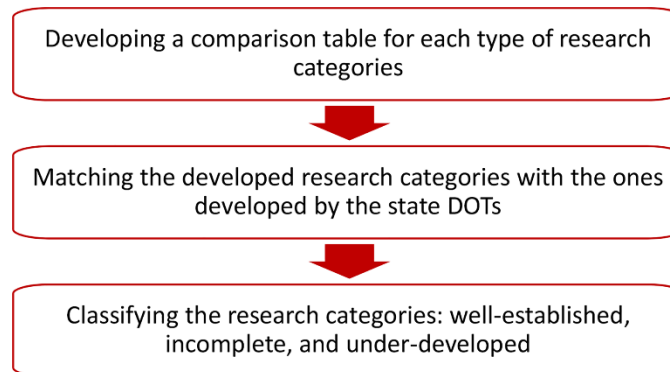 Developing a comparison table for each type of research
categories
Matching the developed research categories with the ones
developed by the state DOTs
Classifying the research categories: well-established,
incomplete, and under-developed